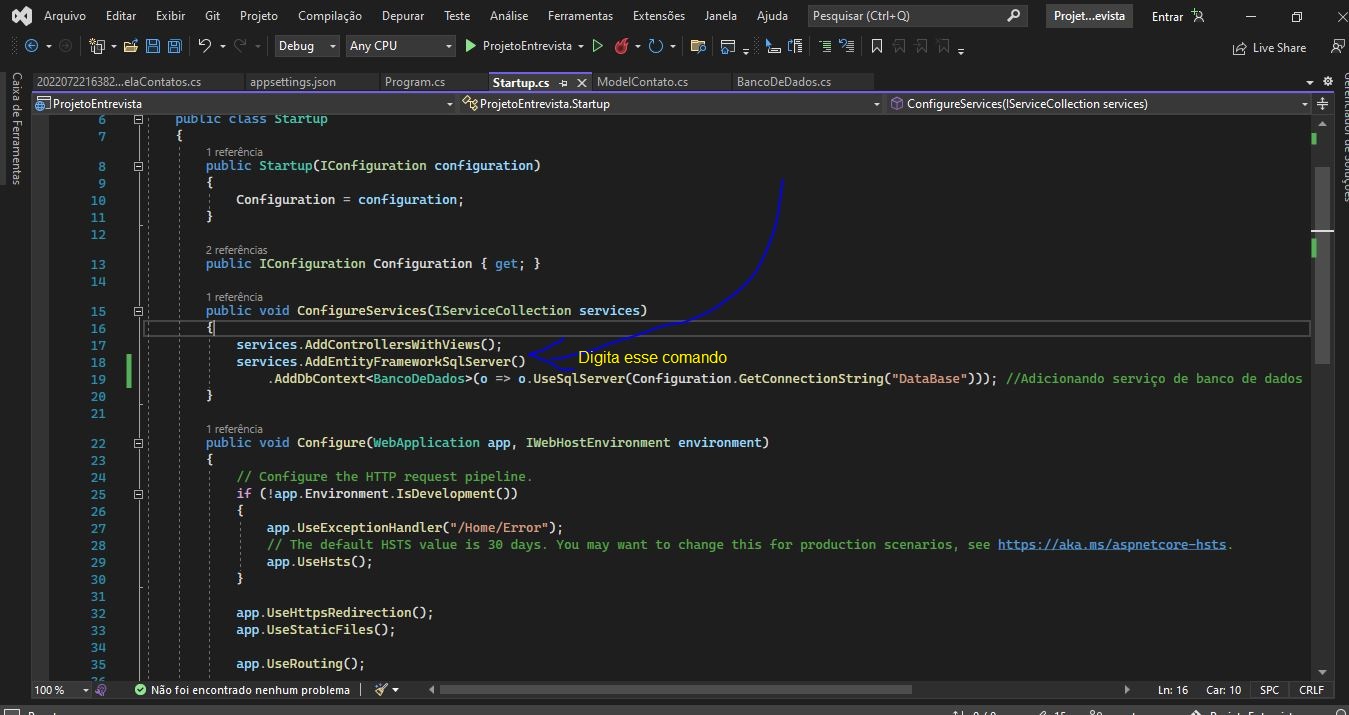 Arquivo Editar Exibir Git Projeto Compilação Depurar Teste Análise Ferramentas Extensões Janela Ajuda Pesquisar (Ctrl+Q) Projet...evista Entrar
Debug Any CPU ProjetoEntrevista Live Share
2022072216382...elaContatos.cs appsettings.json Program.cs Startup.cs ModelContato.cs BancoDeDados.cs
Caixa de Ferramentas
ProjetoEntrevista ProjetoEntrevista.Startup ConfigureServices(IServiceCollection services)
6 public class Startup
7 {
1 referência
8 public Startup(IConfiguration configuration)
9 {
10 Configuration = configuration;
11 }
12
2 referências
13 public IConfiguration Configuration { get; }
14
1 referência
15 public void ConfigureServices(IServiceCollection services)
16 {
17 services.AddControllersWithViews();
18 services.AddEntityFrameworkSqlServer()
Digita esse comando
19 .AddDbContext<BancoDeDados>(o => o.UseSqlServer(Configuration.GetConnectionString("DataBase"))); //Adicionando serviço de banco de dados
20 }
21
1 referência
22 public void Configure(WebApplication app, IWebHostEnvironment environment)
23 {
24 // Configure the HTTP request pipeline.
25 if (!app.Environment.IsDevelopment())
26 {
27 app.UseExceptionHandler("/Home/Error");
28 // The default HSTS value is 30 days. You may want to change this for production scenarios, see https://aka.ms/aspnetcore-hsts.
29 app.UseHsts();
30 }
31
32 app.UseHttpsRedirection();
33 app.UseStaticFiles();
34
35 app.UseRouting();
100 % Não foi encontrado nenhum problema Ln: 16 Car: 10 SPC CRLF